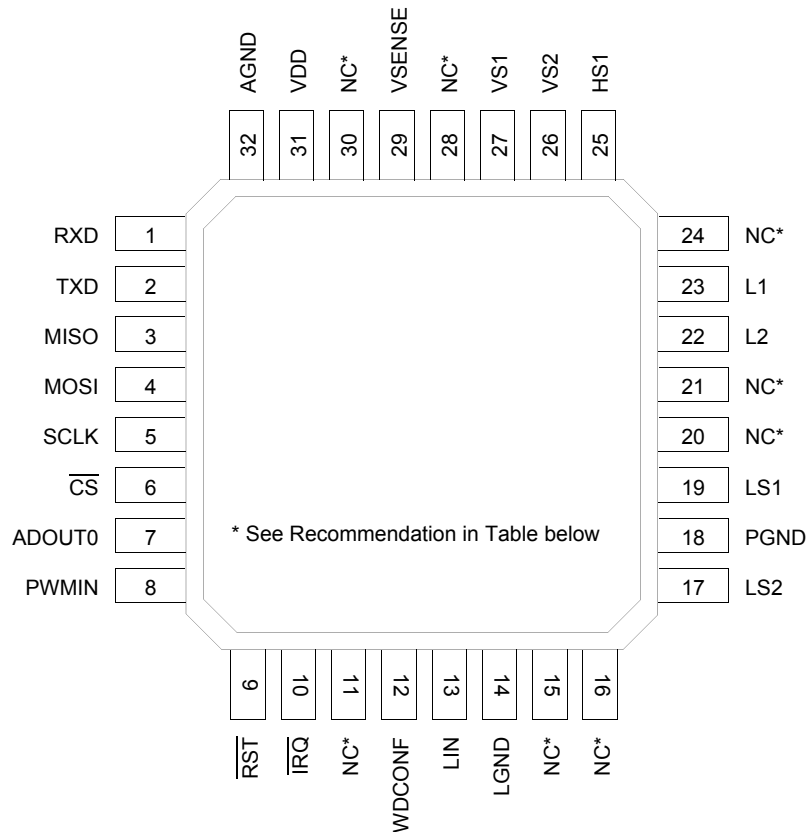 AGND
VDD
NC*
VSENSE
NC*
VS1
VS2
HS1
32
31
30
29
28
27
26
25
RXD 1
TXD 2
MISO 3
MOSI 4
SCLK 5
C̅S̅ 6
ADOUT0 7
PWMIN 8
24 NC*
23 L1
22 L2
21 NC*
20 NC*
19 LS1
18 PGND
17 LS2
* See Recommendation in Table below
9
10
11
12
13
14
15
16
R̅S̅T̅
I̅R̅Q̅
NC*
WDCONF
LIN
LGND
NC*
NC*